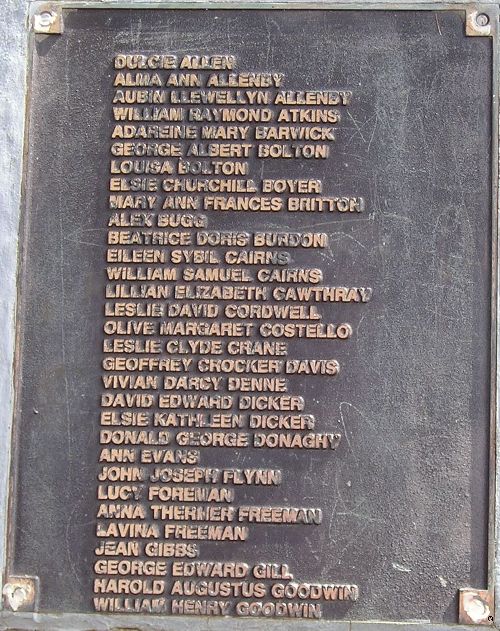 DULCIE ALLEN
ALMA ANN ALLENBY
AUBIN LLEWELLYN ALLENBY
WILLIAM RAYMOND ATKINS
ADAREINE MARY BARWICK
GEORGE ALBERT BOLTON
LOUISA BOLTON
ELSIE CHURCHILL BOYER
MARY ANN FRANCES BRITTON
ALEX BUGG
BEATRICE DORIS BURDON
EILEEN SYBIL CAIRNS
WILLIAM SAMUEL CAIRNS
LILLIAN ELIZABETH CAWTHRAY
LESLIE DAVID CORDWELL
OLIVE MARGARET COSTELLO
LESLIE CLYDE CRANE
GEOFFREY CROCKER DAVIS
VIVIAN DARCY DENNE
DAVID EDWARD DICKER
ELSIE KATHLEEN DICKER
DONALD GEORGE DONAGHY
ANN EVANS
JOHN JOSEPH FLYNN
LUCY FOREMAN
ANNA THERMER FREEMAN
LAVINA FREEMAN
JEAN GIBBS
GEORGE EDWARD GILL
HAROLD AUGUSTUS GOODWIN
WILLIAM HENRY GOODWIN